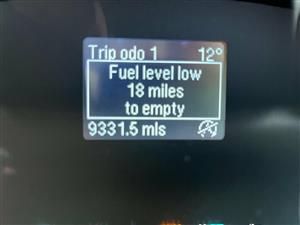 Trip odo 1 12°
Fuel level low
18 miles
to empty
9331.5 mls